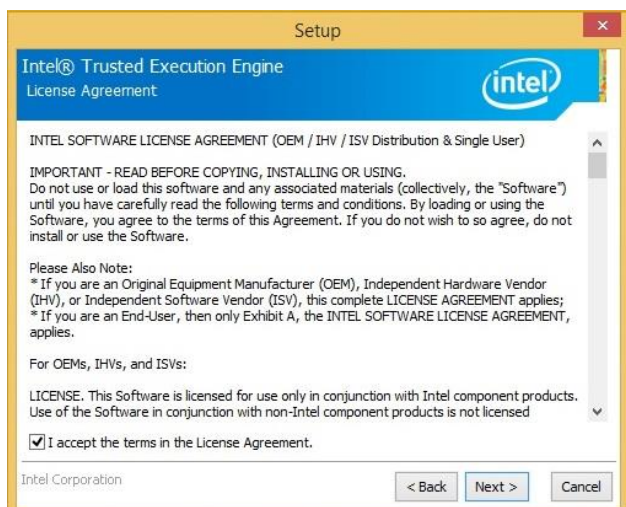 Setup
Intel® Trusted Execution Engine
License Agreement
intel
INTEL SOFTWARE LICENSE AGREEMENT (OEM / IHV / ISV Distribution & Single User)
IMPORTANT - READ BEFORE COPYING, INSTALLING OR USING.
Do not use or load this software and any associated materials (collectively, the "Software")
until you have carefully read the following terms and conditions. By loading or using the
Software, you agree to the terms of this Agreement. If you do not wish to so agree, do not
install or use the Software.
Please Also Note:
* If you are an Original Equipment Manufacturer (OEM), Independent Hardware Vendor
(IHV), or Independent Software Vendor (ISV), this complete LICENSE AGREEMENT applies;
* If you are an End-User, then only Exhibit A, the INTEL SOFTWARE LICENSE AGREEMENT,
applies.
For OEMs, IHVs, and ISVs:
LICENSE. This Software is licensed for use only in conjunction with Intel component products.
Use of the Software in conjunction with non-Intel component products is not licensed
I accept the terms in the License Agreement.
Intel Corporation
< Back
Next >
Cancel